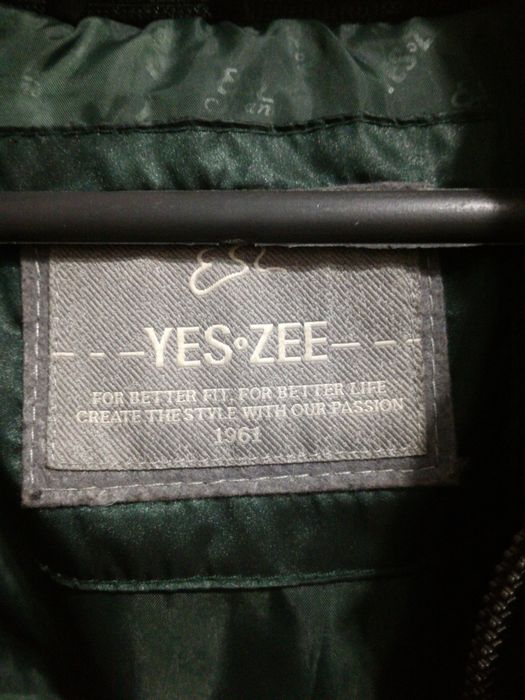 YES·ZEE
FOR BETTER FIT, FOR BETTER LIFE
CREATE THE STYLE WITH OUR PASSION
1961